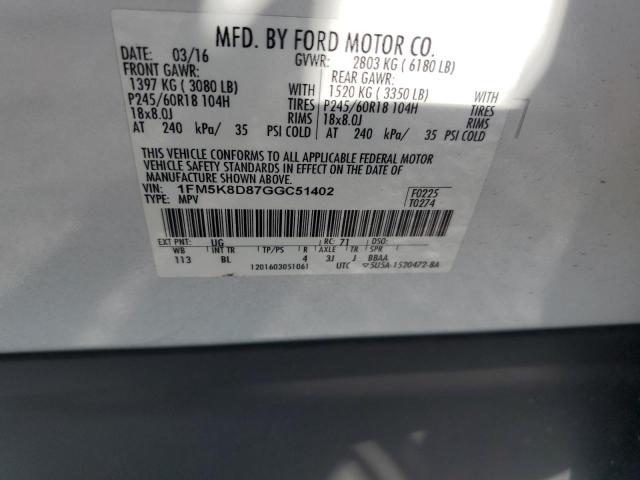 MFD. BY FORD MOTOR CO.
DATE: 03/16 GVWR: 2803 KG ( 6180 LB)
FRONT GAWR: REAR GAWR:
1397 KG ( 3080 LB) WITH 1520 KG ( 3350 LB) WITH
P245/60R18 104H TIRES P245/60R18 104H TIRES
18x8.0J RIMS 18x8.0J RIMS
AT 240 kPa/ 35 PSI COLD AT 240 kPa/ 35 PSI COLD
THIS VEHICLE CONFORMS TO ALL APPLICABLE FEDERAL MOTOR
VEHICLE SAFETY STANDARDS IN EFFECT ON THE DATE OF
MANUFACTURE SHOWN ABOVE.
VIN: 1FM5K8D87GGC51402 F0225
TYPE: MPV T0274
EXT PNT: UG RC: 71 DSO:
WB INT TR TP/PS R AXLE TR SPR
113 BL 4 3J J BBAA
1201603051061 UTC 5U5A-1520472-BA